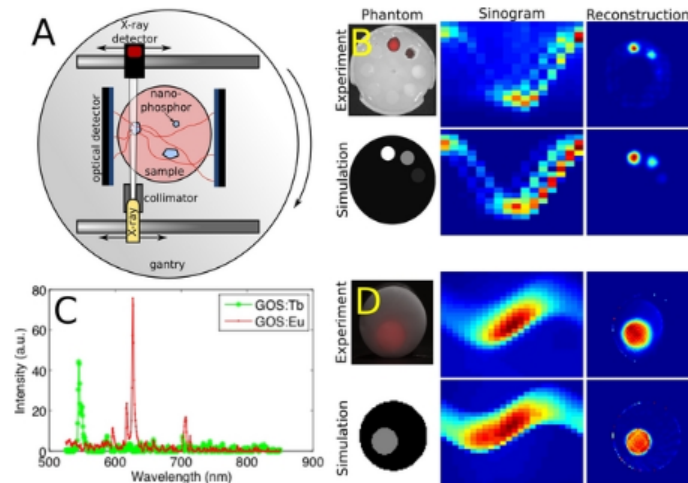 A
X-ray
detector
nano-
phosphor
optical detector
sample
collimator
X-ray
gantry
B
Phantom
Sinogram
Reconstruction
Experiment
Simulation
C
GOS:Tb
GOS:Eu
Intensity (a.u.)
80
60
40
20
0
500
600
700
800
900
Wavelength (nm)
D
Experiment
Simulation